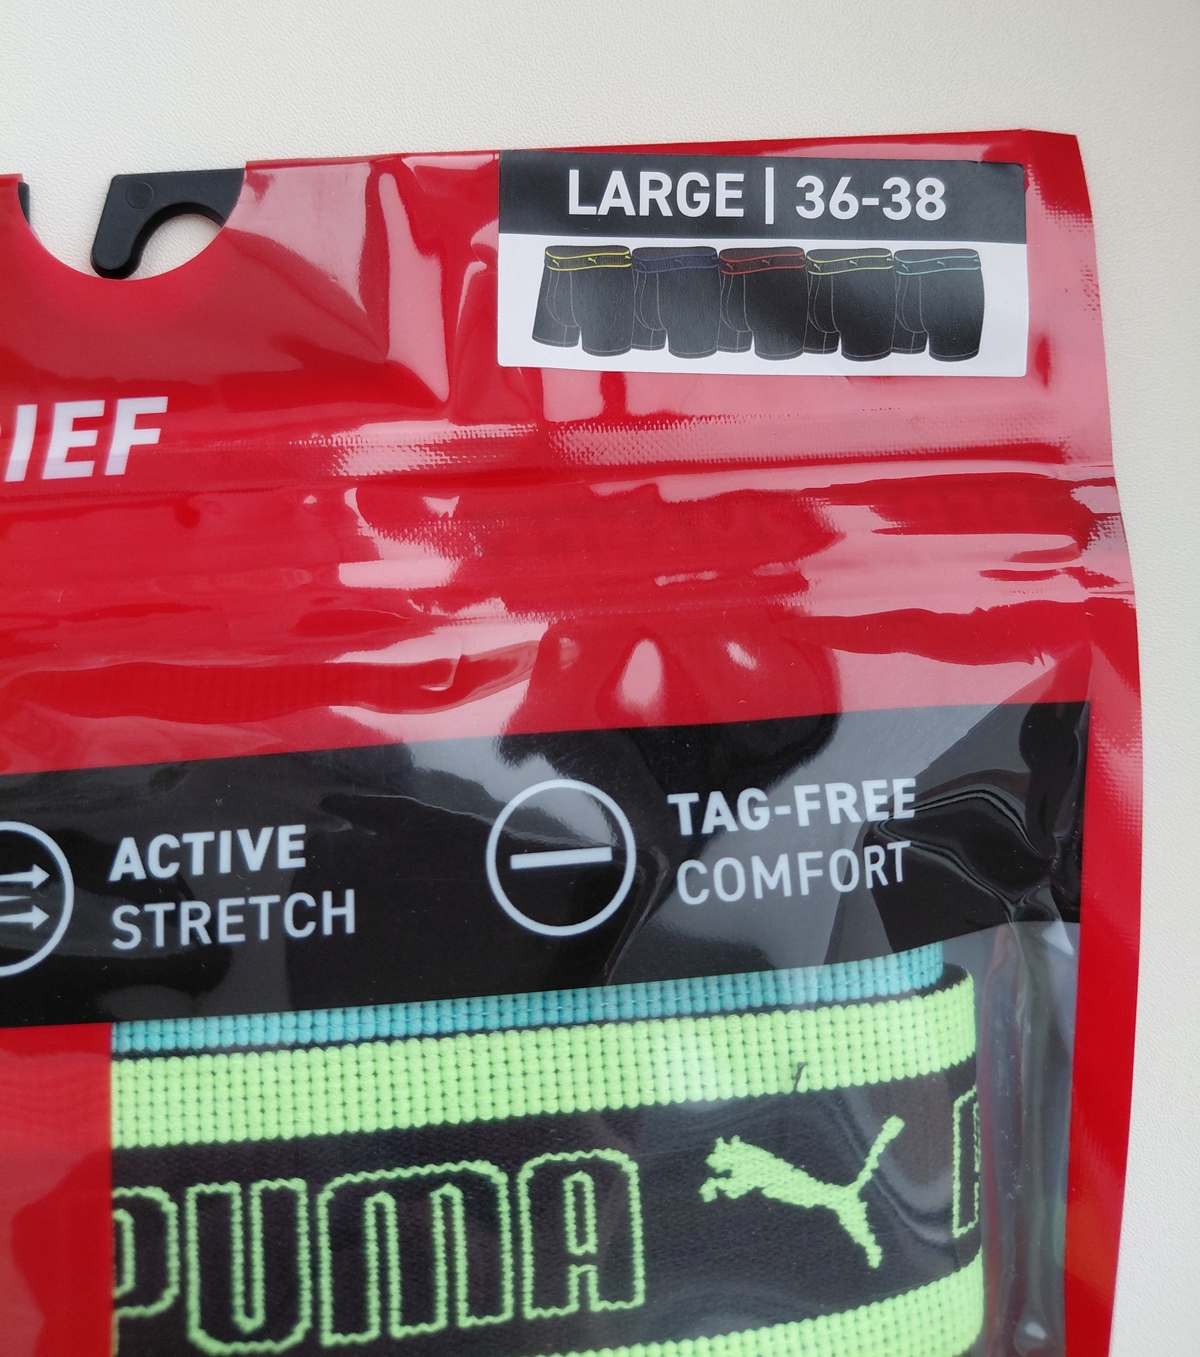 LARGE | 36-38
IEF
ACTIVE
STRETCH
TAG-FREE
COMFORT
PUMA